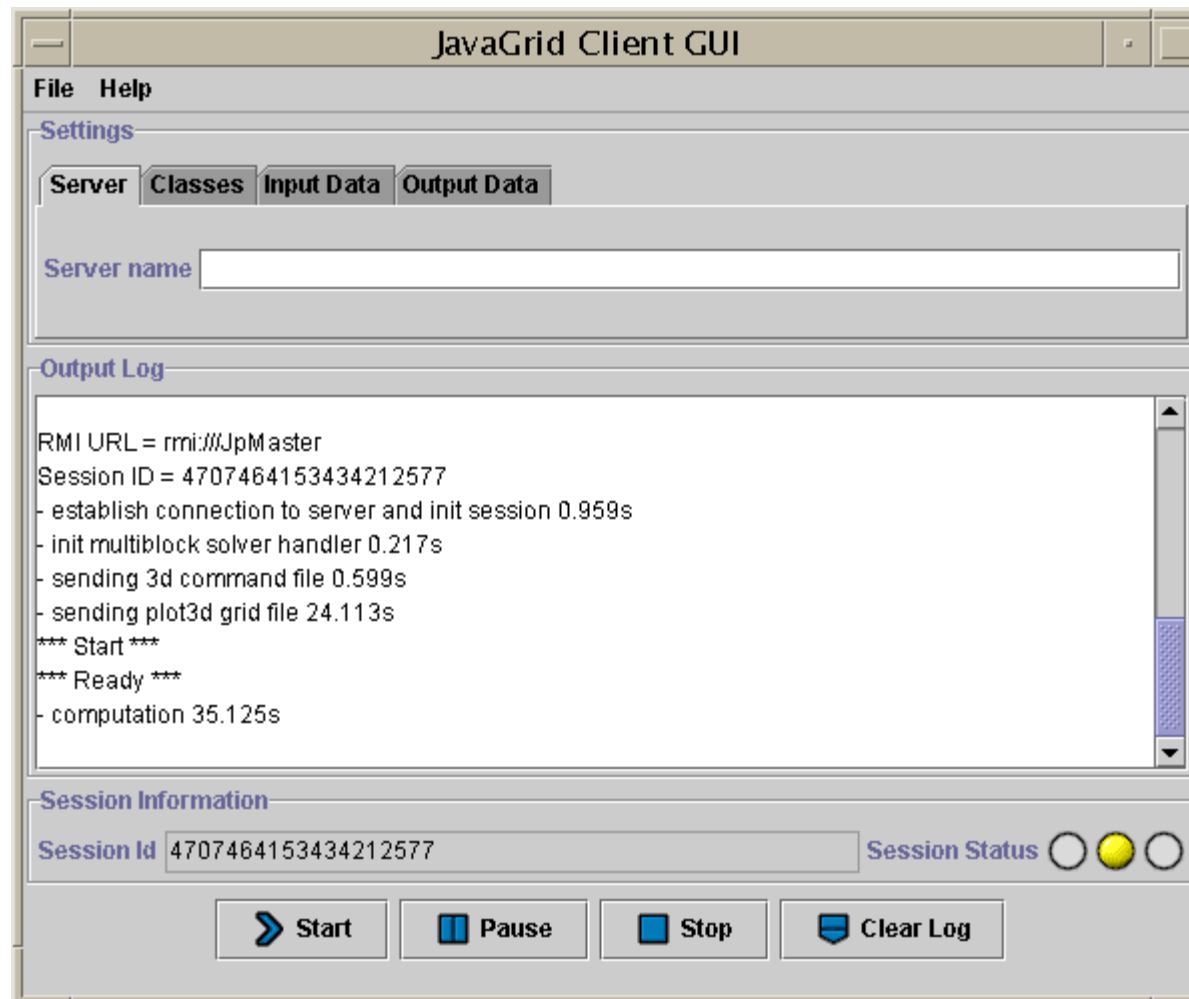 JavaGrid Client GUI
File Help
Settings
Server Classes Input Data Output Data
Server name
Output Log
RMI URL = rmi:///JpMaster
Session ID = 4707464153434212577
- establish connection to server and init session 0.959s
- init multiblock solver handler 0.217s
- sending 3d command file 0.599s
- sending plot3d grid file 24.113s
*** Start ***
*** Ready ***
- computation 35.125s
Session Information
Session Id 4707464153434212577 Session Status
Start Pause Stop Clear Log